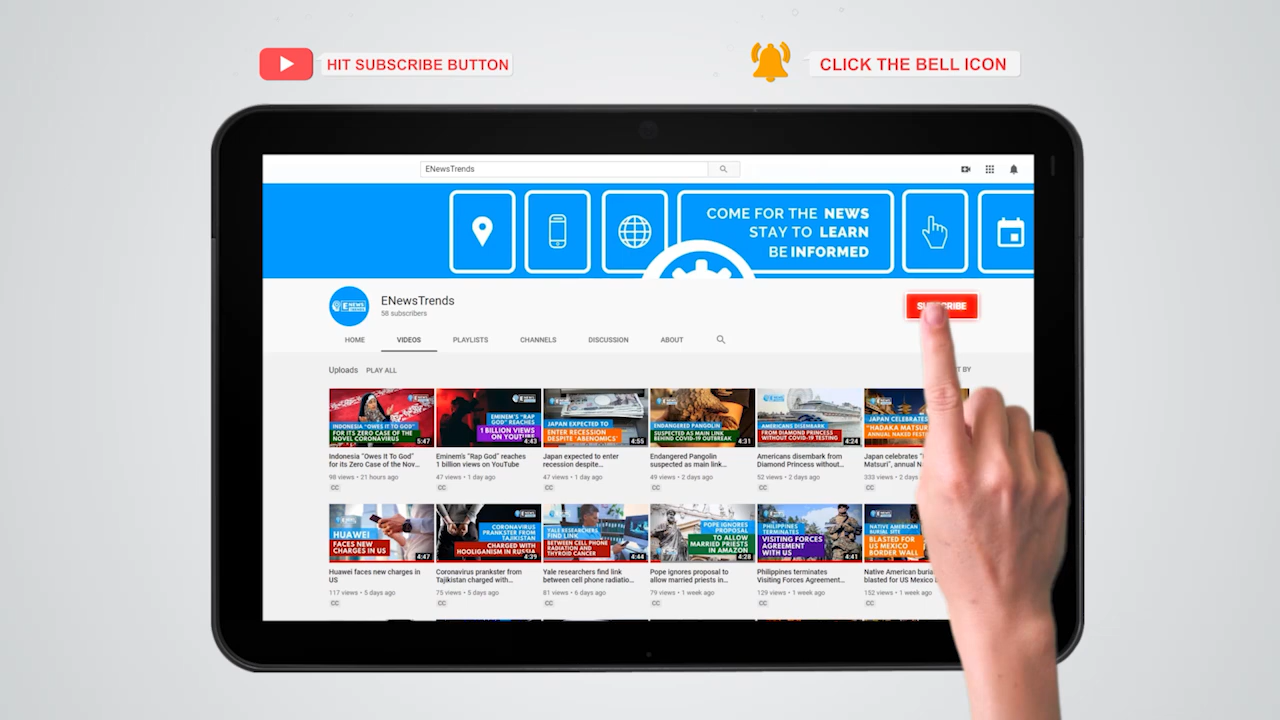 HIT SUBSCRIBE BUTTON
CLICK THE BELL ICON
ENewsTrends
COME FOR THE NEWS
STAY TO LEARN
BE INFORMED
ENewsTrends
58 subscribers
SUBSCRIBE
HOME VIDEOS PLAYLISTS CHANNELS DISCUSSION ABOUT
Uploads PLAY ALL
BY
INDONESIA "OWES IT TO GOD"
FOR ITS ZERO CASE OF THE
NOVEL CORONAVIRUS
5:47
EMINEM'S "RAP
GOD" REACHES
1 BILLION VIEWS
ON YOUTUBE
4:43
JAPAN EXPECTED TO
ENTER RECESSION
DESPITE 'ABENOMICS'
4:55
ENDANGERED PANGOLIN
SUSPECTED AS MAIN LINK
BEHIND COVID-19 OUTBREAK
4:31
AMERICANS DISEMBARK
FROM DIAMOND PRINCESS
WITHOUT COVID-19 TESTING
4:24
JAPAN CELEBRATES
"HADAKA MATSURI"
ANNUAL NAKED
Indonesia "Owes It To God"
for its Zero Case of the Nov...
98 views • 21 hours ago
CC
Eminem's "Rap God" reaches
1 billion views on YouTube
47 views • 1 day ago
CC
Japan expected to enter
recession despite...
47 views • 1 day ago
CC
Endangered Pangolin
suspected as main link...
49 views • 2 days ago
CC
Americans disembark from
Diamond Princess without...
52 views • 2 days ago
CC
Japan celebrates
Matsuri", annual
333 views • 2 days
CC
HUAWEI
FACES NEW
CHARGES IN US
4:47
CORONAVIRUS
PRANKSTER FROM
TAJIKISTAN
CHARGED WITH
HOOLIGANISM IN RUSSIA
4:39
YALE RESEARCHERS
FIND LINK
BETWEEN CELL PHONE
RADIATION AND
THYROID CANCER
4:44
POPE IGNORES
PROPOSAL
TO ALLOW
MARRIED PRIESTS
IN AMAZON
4:28
PHILIPPINES
TERMINATES
VISITING FORCES
AGREEMENT
WITH US
4:41
NATIVE AMERICAN
BURIAL SITE
BLASTED FOR
US MEXICO
BORDER WALL
Huawei faces new charges in
US
117 views • 5 days ago
CC
Coronavirus prankster from
Tajikistan charged with...
75 views • 5 days ago
CC
Yale researchers find link
between cell phone radiatio...
81 views • 6 days ago
CC
Pope ignores proposal to
allow married priests in...
79 views • 1 week ago
CC
Philippines terminates
Visiting Forces Agreement...
129 views • 1 week ago
CC
Native American
blasted for US Mexico
152 views • 1 week
CC